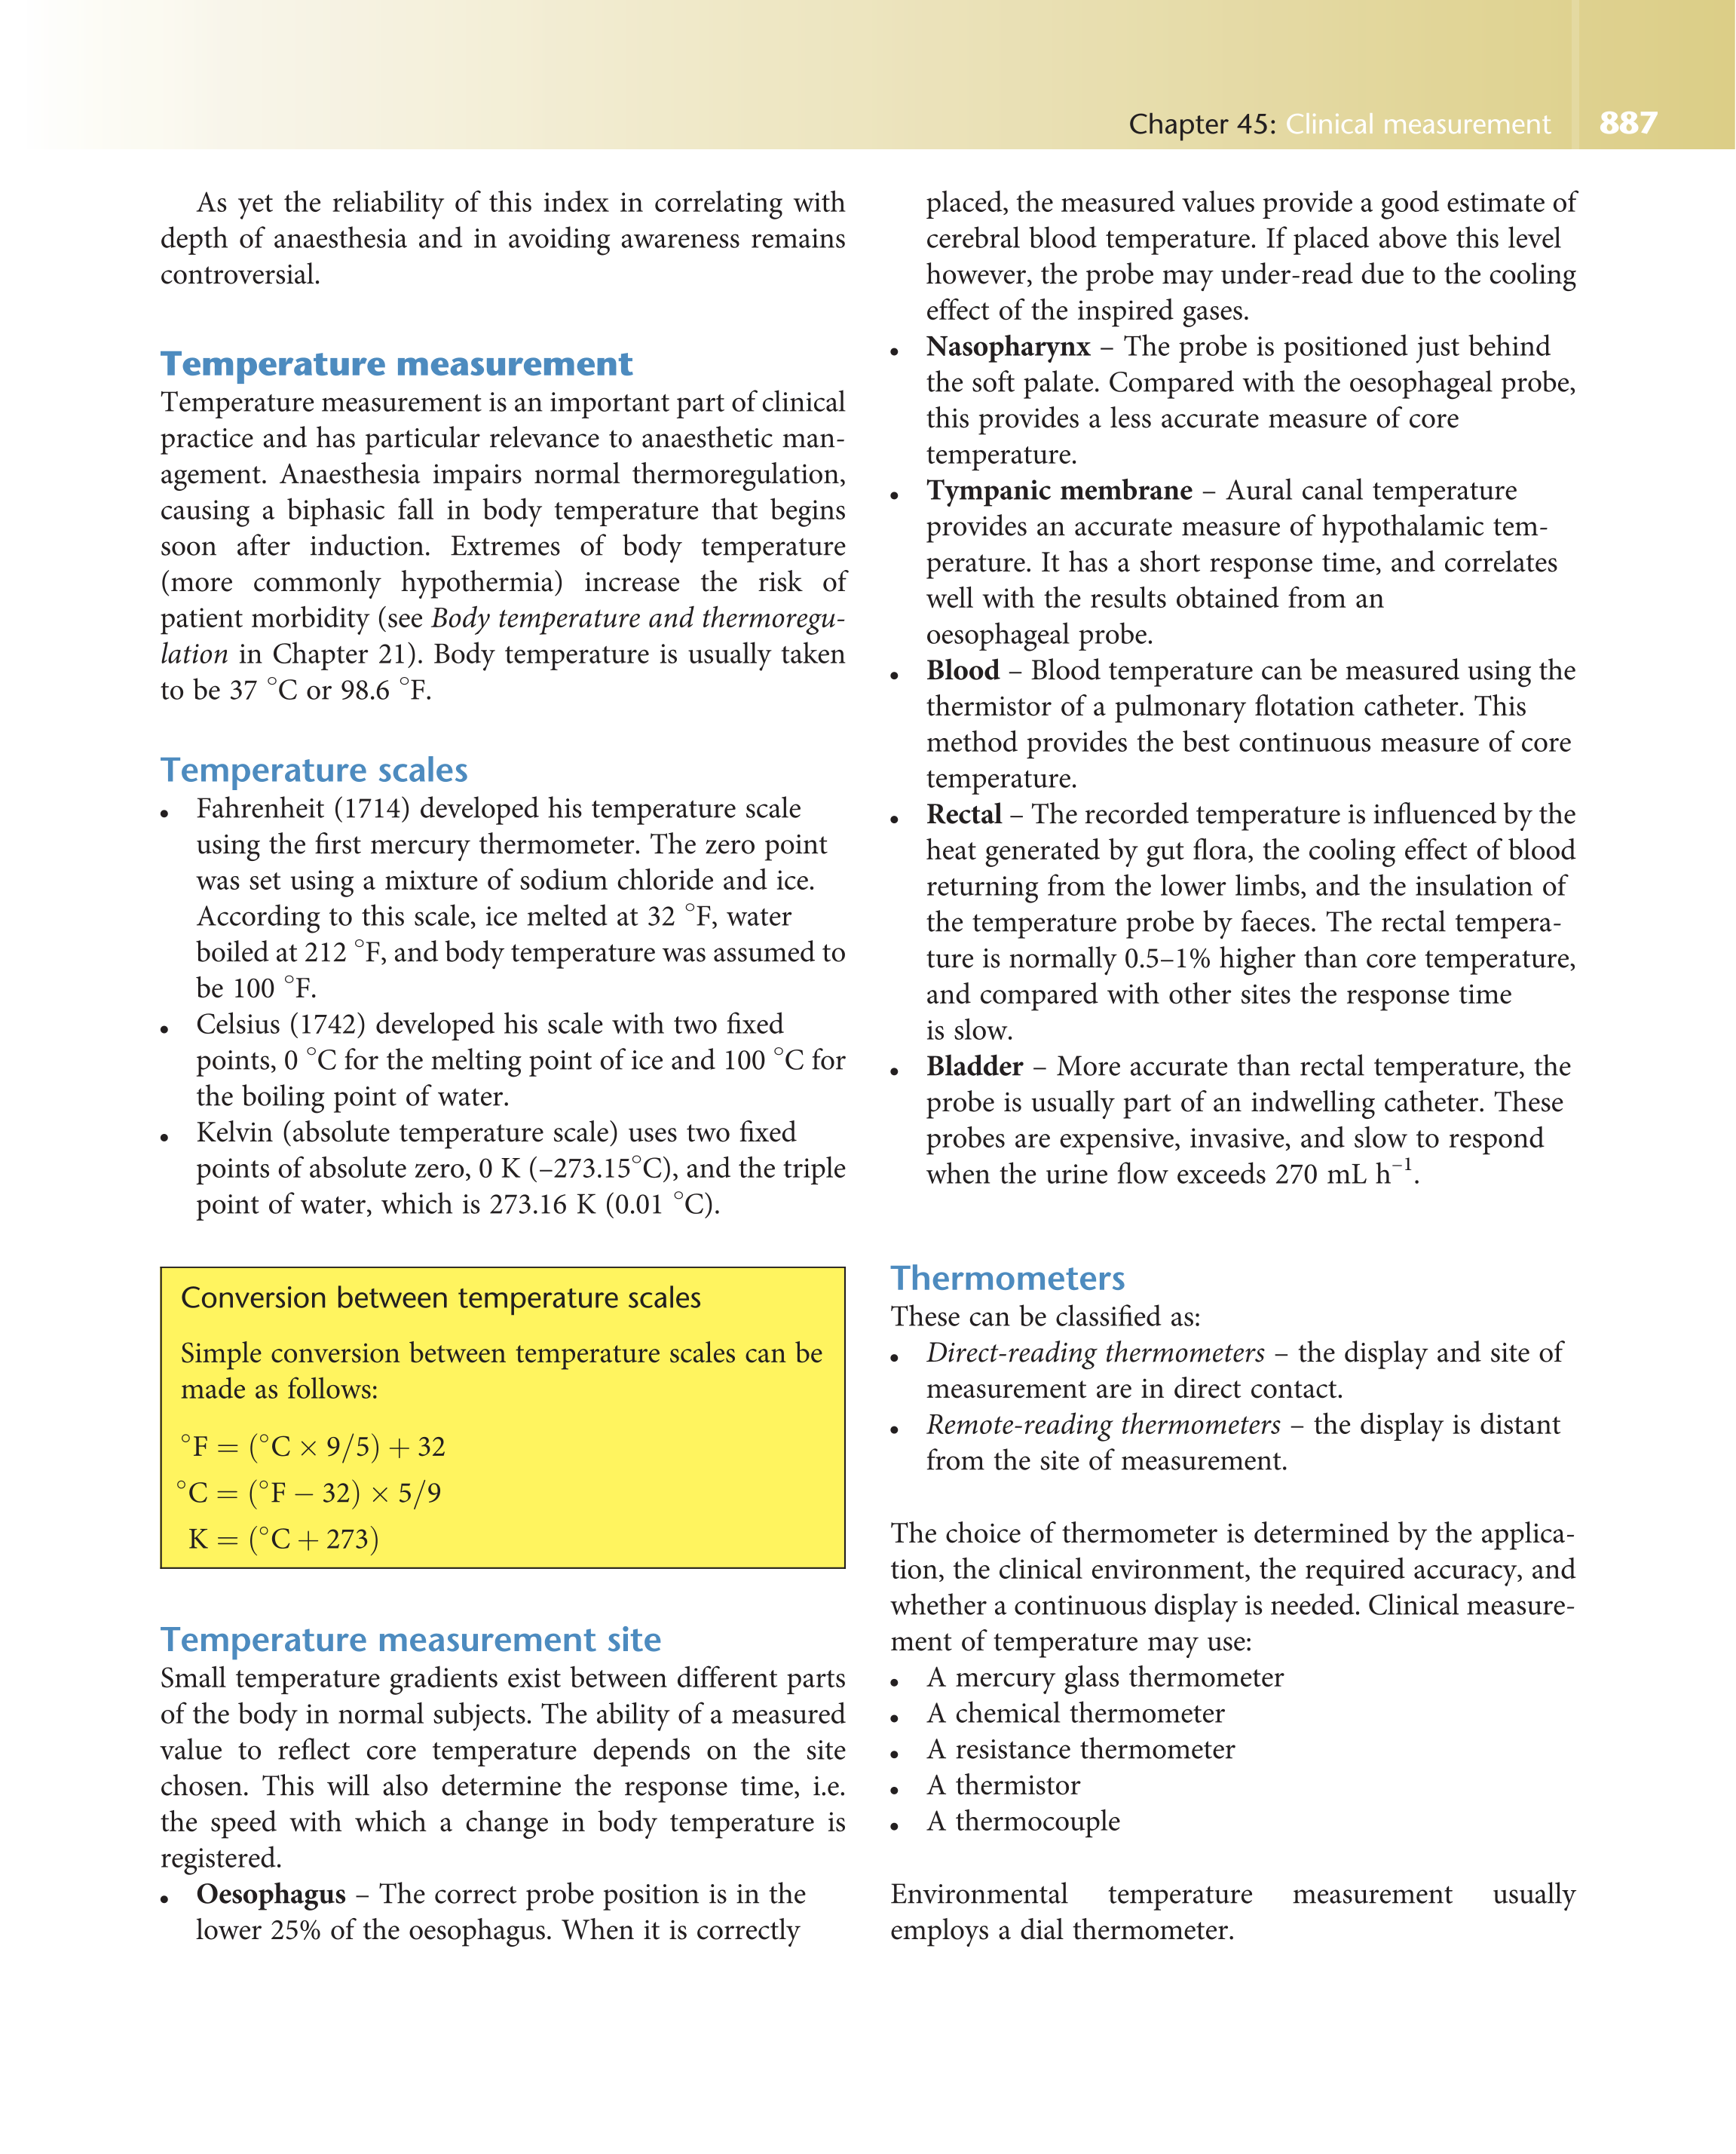 Chapter 45: Clinical measurement 887
As yet the reliability of this index in correlating with
depth of anaesthesia and in avoiding awareness remains
controversial.
Temperature measurement
Temperature measurement is an important part of clinical
practice and has particular relevance to anaesthetic man-
agement. Anaesthesia impairs normal thermoregulation,
causing a biphasic fall in body temperature that begins
soon after induction. Extremes of body temperature
(more commonly hypothermia) increase the risk of
patient morbidity (see Body temperature and thermoregu-
lation in Chapter 21). Body temperature is usually taken
to be 37 °C or 98.6 °F.
Temperature scales
• Fahrenheit (1714) developed his temperature scale
using the first mercury thermometer. The zero point
was set using a mixture of sodium chloride and ice.
According to this scale, ice melted at 32 °F, water
boiled at 212 °F, and body temperature was assumed to
be 100 °F.
• Celsius (1742) developed his scale with two fixed
points, 0 °C for the melting point of ice and 100 °C for
the boiling point of water.
• Kelvin (absolute temperature scale) uses two fixed
points of absolute zero, 0 K (–273.15°C), and the triple
point of water, which is 273.16 K (0.01 °C).
Conversion between temperature scales
Simple conversion between temperature scales can be
made as follows:
°F = (°C × 9/5) + 32
°C = (°F − 32) × 5/9
K = (°C + 273)
Temperature measurement site
Small temperature gradients exist between different parts
of the body in normal subjects. The ability of a measured
value to reflect core temperature depends on the site
chosen. This will also determine the response time, i.e.
the speed with which a change in body temperature is
registered.
• Oesophagus – The correct probe position is in the
lower 25% of the oesophagus. When it is correctly
placed, the measured values provide a good estimate of
cerebral blood temperature. If placed above this level
however, the probe may under-read due to the cooling
effect of the inspired gases.
• Nasopharynx – The probe is positioned just behind
the soft palate. Compared with the oesophageal probe,
this provides a less accurate measure of core
temperature.
• Tympanic membrane – Aural canal temperature
provides an accurate measure of hypothalamic tem-
perature. It has a short response time, and correlates
well with the results obtained from an
oesophageal probe.
• Blood – Blood temperature can be measured using the
thermistor of a pulmonary flotation catheter. This
method provides the best continuous measure of core
temperature.
• Rectal – The recorded temperature is influenced by the
heat generated by gut flora, the cooling effect of blood
returning from the lower limbs, and the insulation of
the temperature probe by faeces. The rectal tempera-
ture is normally 0.5–1% higher than core temperature,
and compared with other sites the response time
is slow.
• Bladder – More accurate than rectal temperature, the
probe is usually part of an indwelling catheter. These
probes are expensive, invasive, and slow to respond
when the urine flow exceeds 270 mL h⁻¹.
Thermometers
These can be classified as:
• Direct-reading thermometers – the display and site of
measurement are in direct contact.
• Remote-reading thermometers – the display is distant
from the site of measurement.
The choice of thermometer is determined by the applica-
tion, the clinical environment, the required accuracy, and
whether a continuous display is needed. Clinical measure-
ment of temperature may use:
• A mercury glass thermometer
• A chemical thermometer
• A resistance thermometer
• A thermistor
• A thermocouple
Environmental temperature measurement usually
employs a dial thermometer.